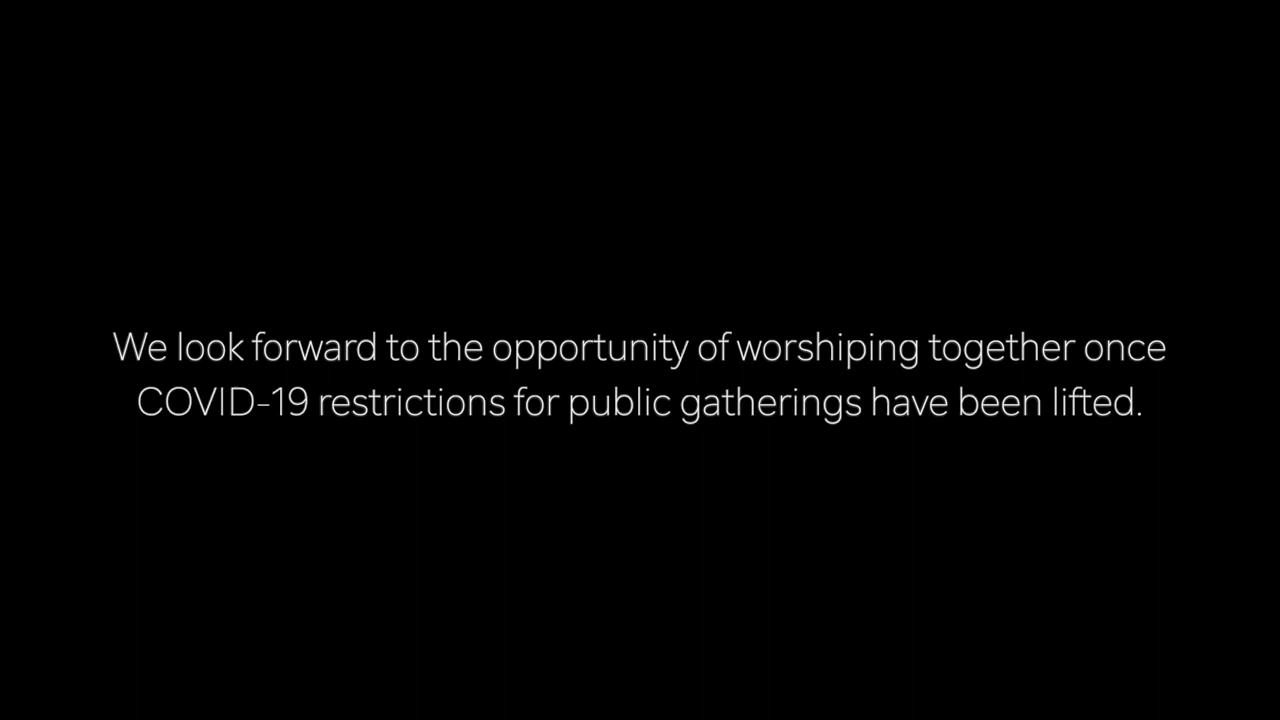 We look forward to the opportunity of worshiping together once
COVID-19 restrictions for public gatherings have been lifted.